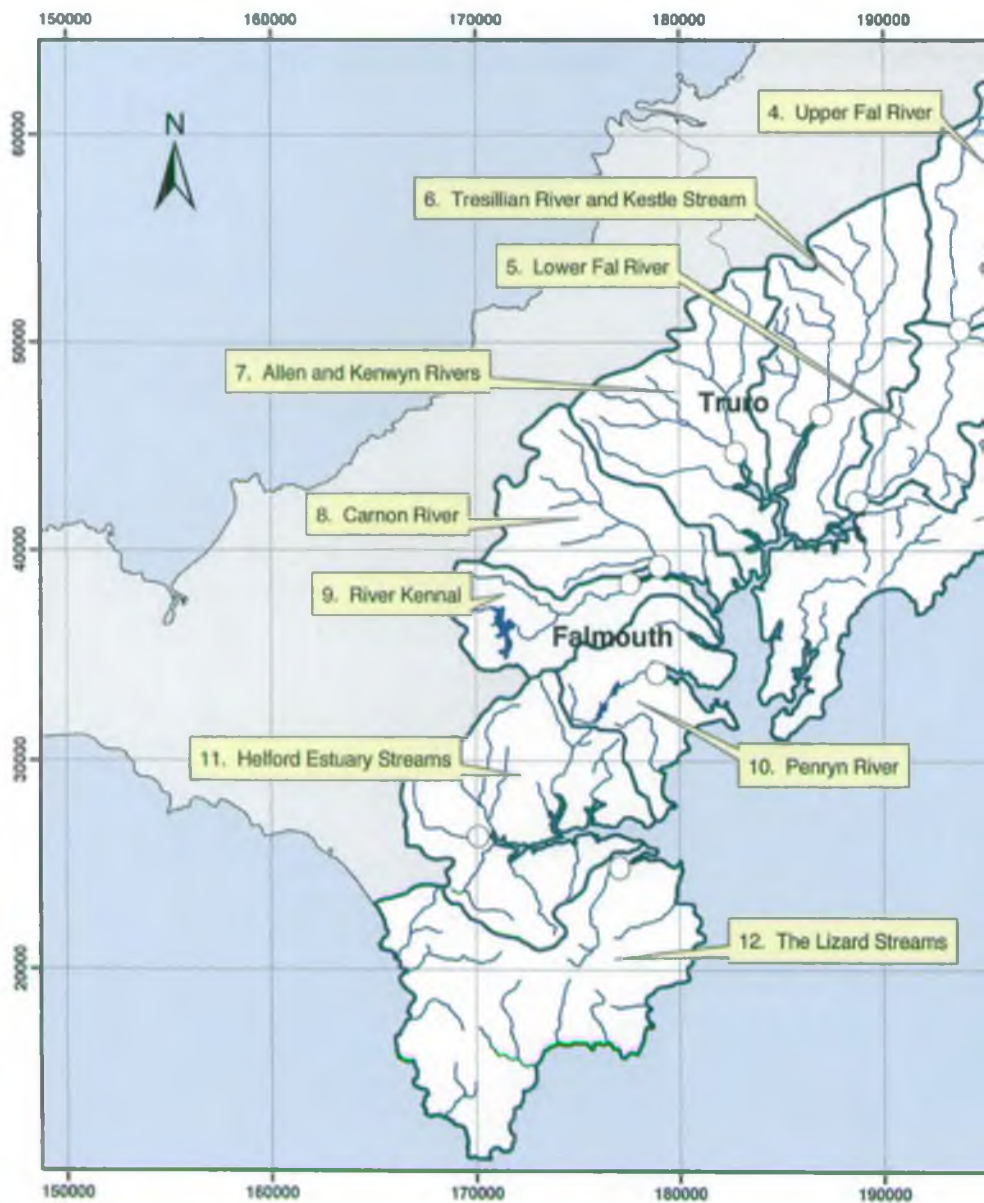 150000 160000 170000 180000 190000
N
60000
4. Upper Fal River
6. Tresillian River and Kestle Stream
5. Lower Fal River
50000
7. Allen and Kenwyn Rivers
Truro
8. Carnon River
40000
9. River Kennal
Falmouth
11. Helford Estuary Streams
30000
10. Penryn River
12. The Lizard Streams
20000
150000 160000 170000 180000 190000